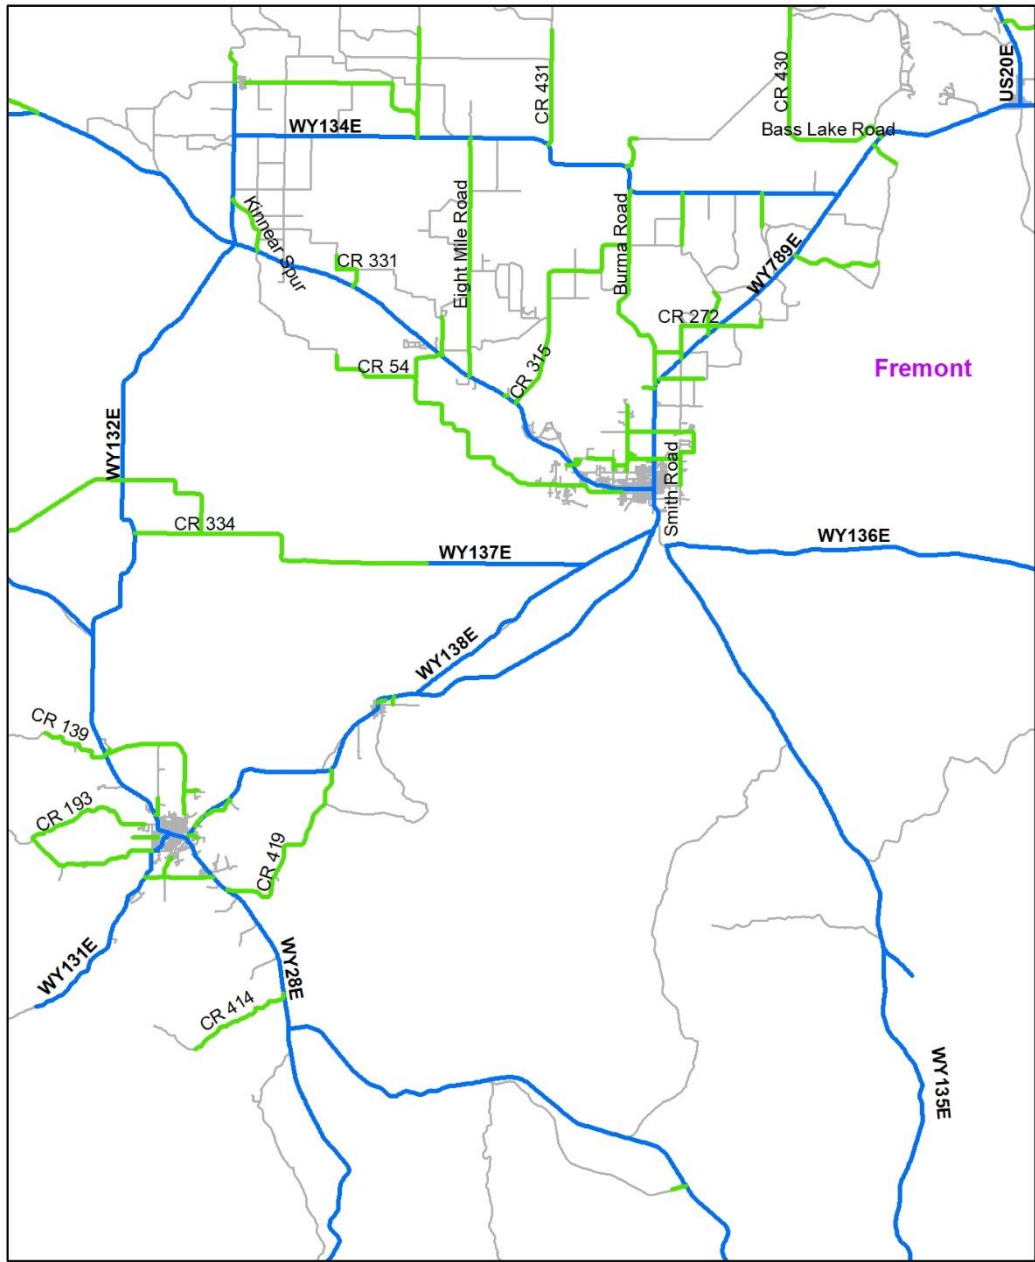 US20E
CR 431
CR 430
WY134E
Bass Lake Road
Kinnear Spur
Eight Mile Road
Burma Road
CR 331
WY789E
CR 272
CR 54
CR 315
Fremont
WY132E
Smith Road
CR 334
WY137E
WY136E
WY138E
CR 139
CR 193
CR 419
WY131E
WY28E
CR 414
WY135E